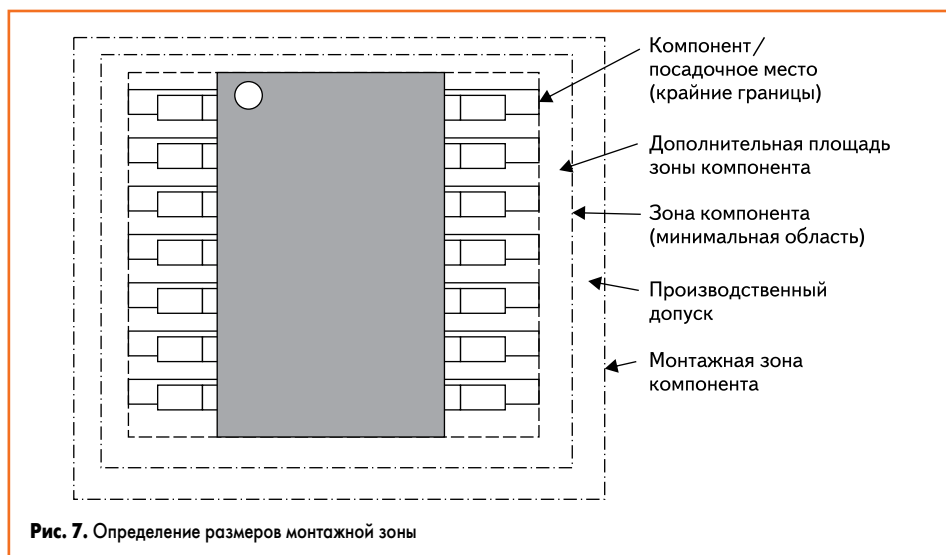 Компонент/
посадочное место
(крайние границы)
Дополнительная площадь
зоны компонента
Зона компонента
(минимальная область)
Производственный
допуск
Монтажная зона
компонента
Рис. 7. Определение размеров монтажной зоны